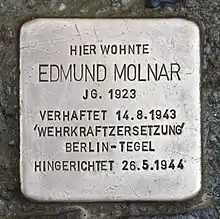 HIER WOHNTE
EDMUND MOLNAR
JG. 1923
VERHAFTET 14.8.1943
'WEHRKRAFTZERSETZUNG'
BERLIN-TEGEL
HINGERICHTET 26.5.1944